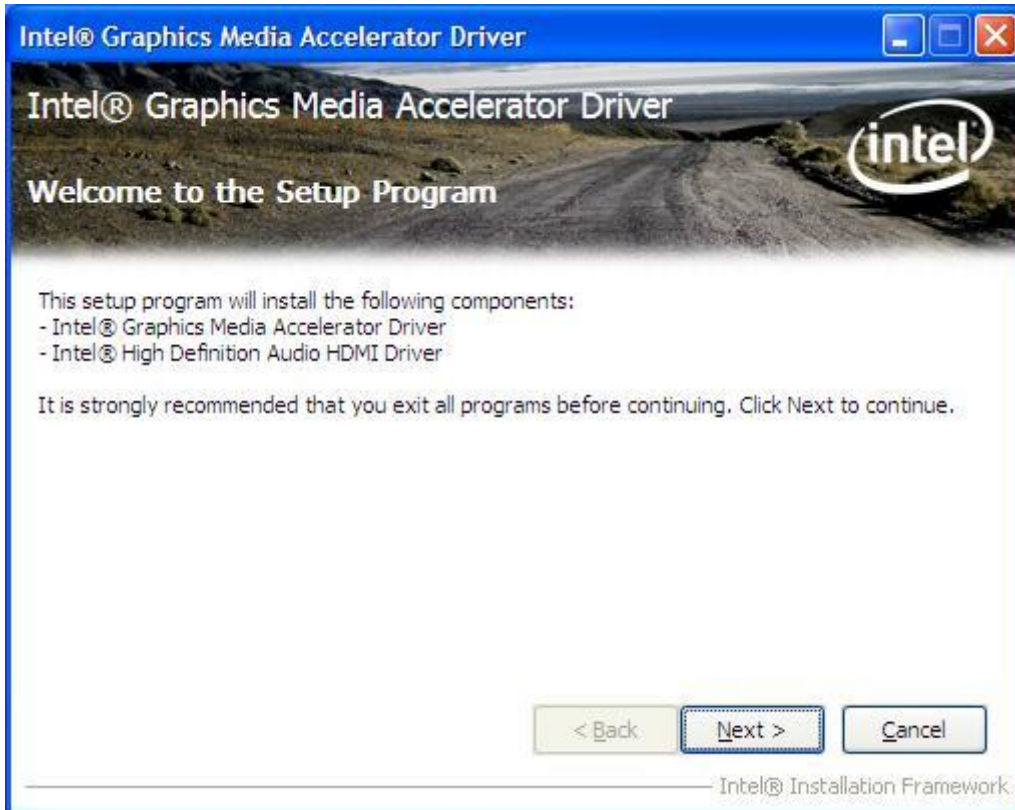 Intel® Graphics Media Accelerator Driver
Intel® Graphics Media Accelerator Driver
intel
Welcome to the Setup Program
This setup program will install the following components:
- Intel® Graphics Media Accelerator Driver
- Intel® High Definition Audio HDMI Driver
It is strongly recommended that you exit all programs before continuing. Click Next to continue.
< Back
Next >
Cancel
Intel® Installation Framework